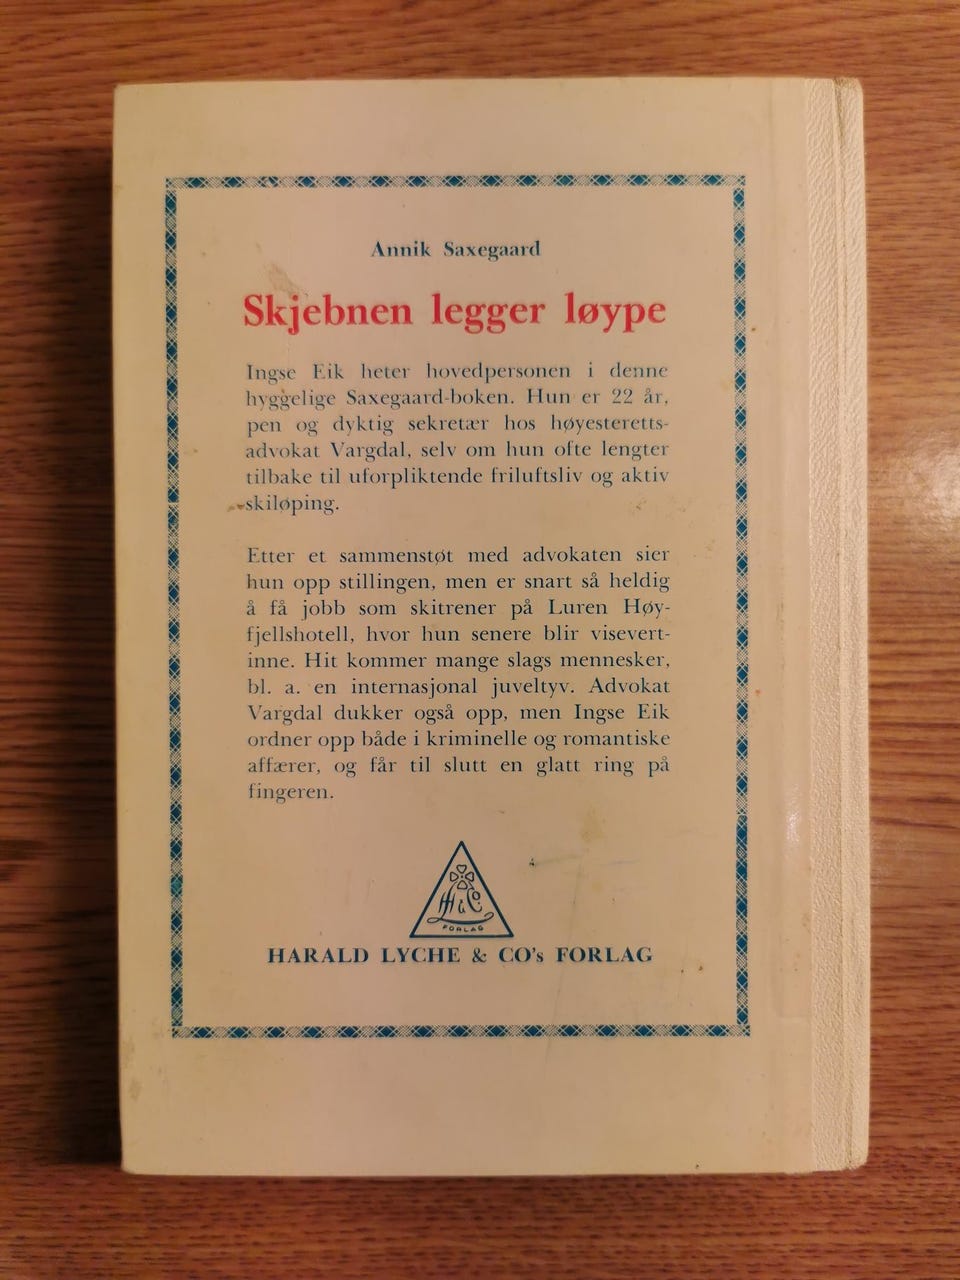 Annik Saxegaard
Skjebnen legger løype
Ingse Eik heter hovedpersonen i denne
hyggelige Saxegaard-boken. Hun er 22 år,
pen og dyktig sekretær hos høyesteretts-
advokat Vargdal, selv om hun ofte lengter
tilbake til uforpliktende friluftsliv og aktiv
skiløping.
Etter et sammenstøt med advokaten sier
hun opp stillingen, men er snart så heldig
å få jobb som skitrener på Luren Høy-
fjellshotell, hvor hun senere blir visevert-
inne. Hit kommer mange slags mennesker,
bl. a. en internasjonal juveltyv. Advokat
Vargdal dukker også opp, men Ingse Eik
ordner opp både i kriminelle og romantiske
affærer, og får til slutt en glatt ring på
fingeren.
HL & Co
FORLAG
HARALD LYCHE & CO's FORLAG